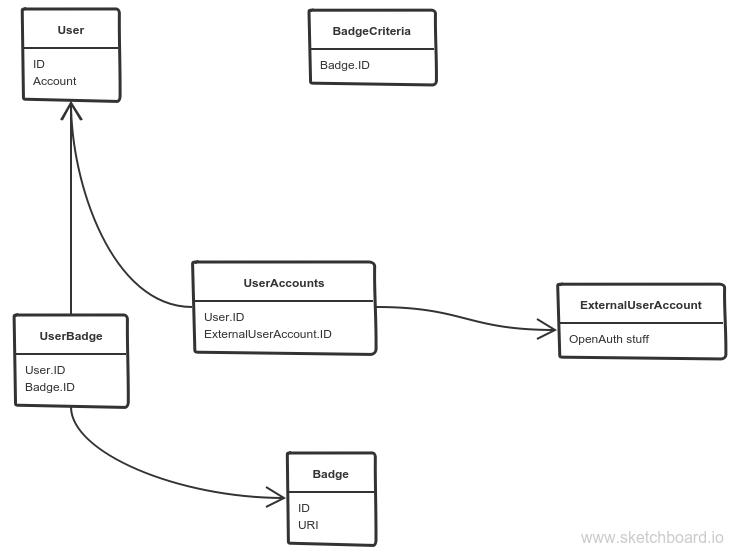 User
ID
Account
BadgeCriteria
Badge.ID
UserAccounts
User.ID
ExternalUserAccount.ID
ExternalUserAccount
OpenAuth stuff
UserBadge
User.ID
Badge.ID
Badge
ID
URI
www.sketchboard.io